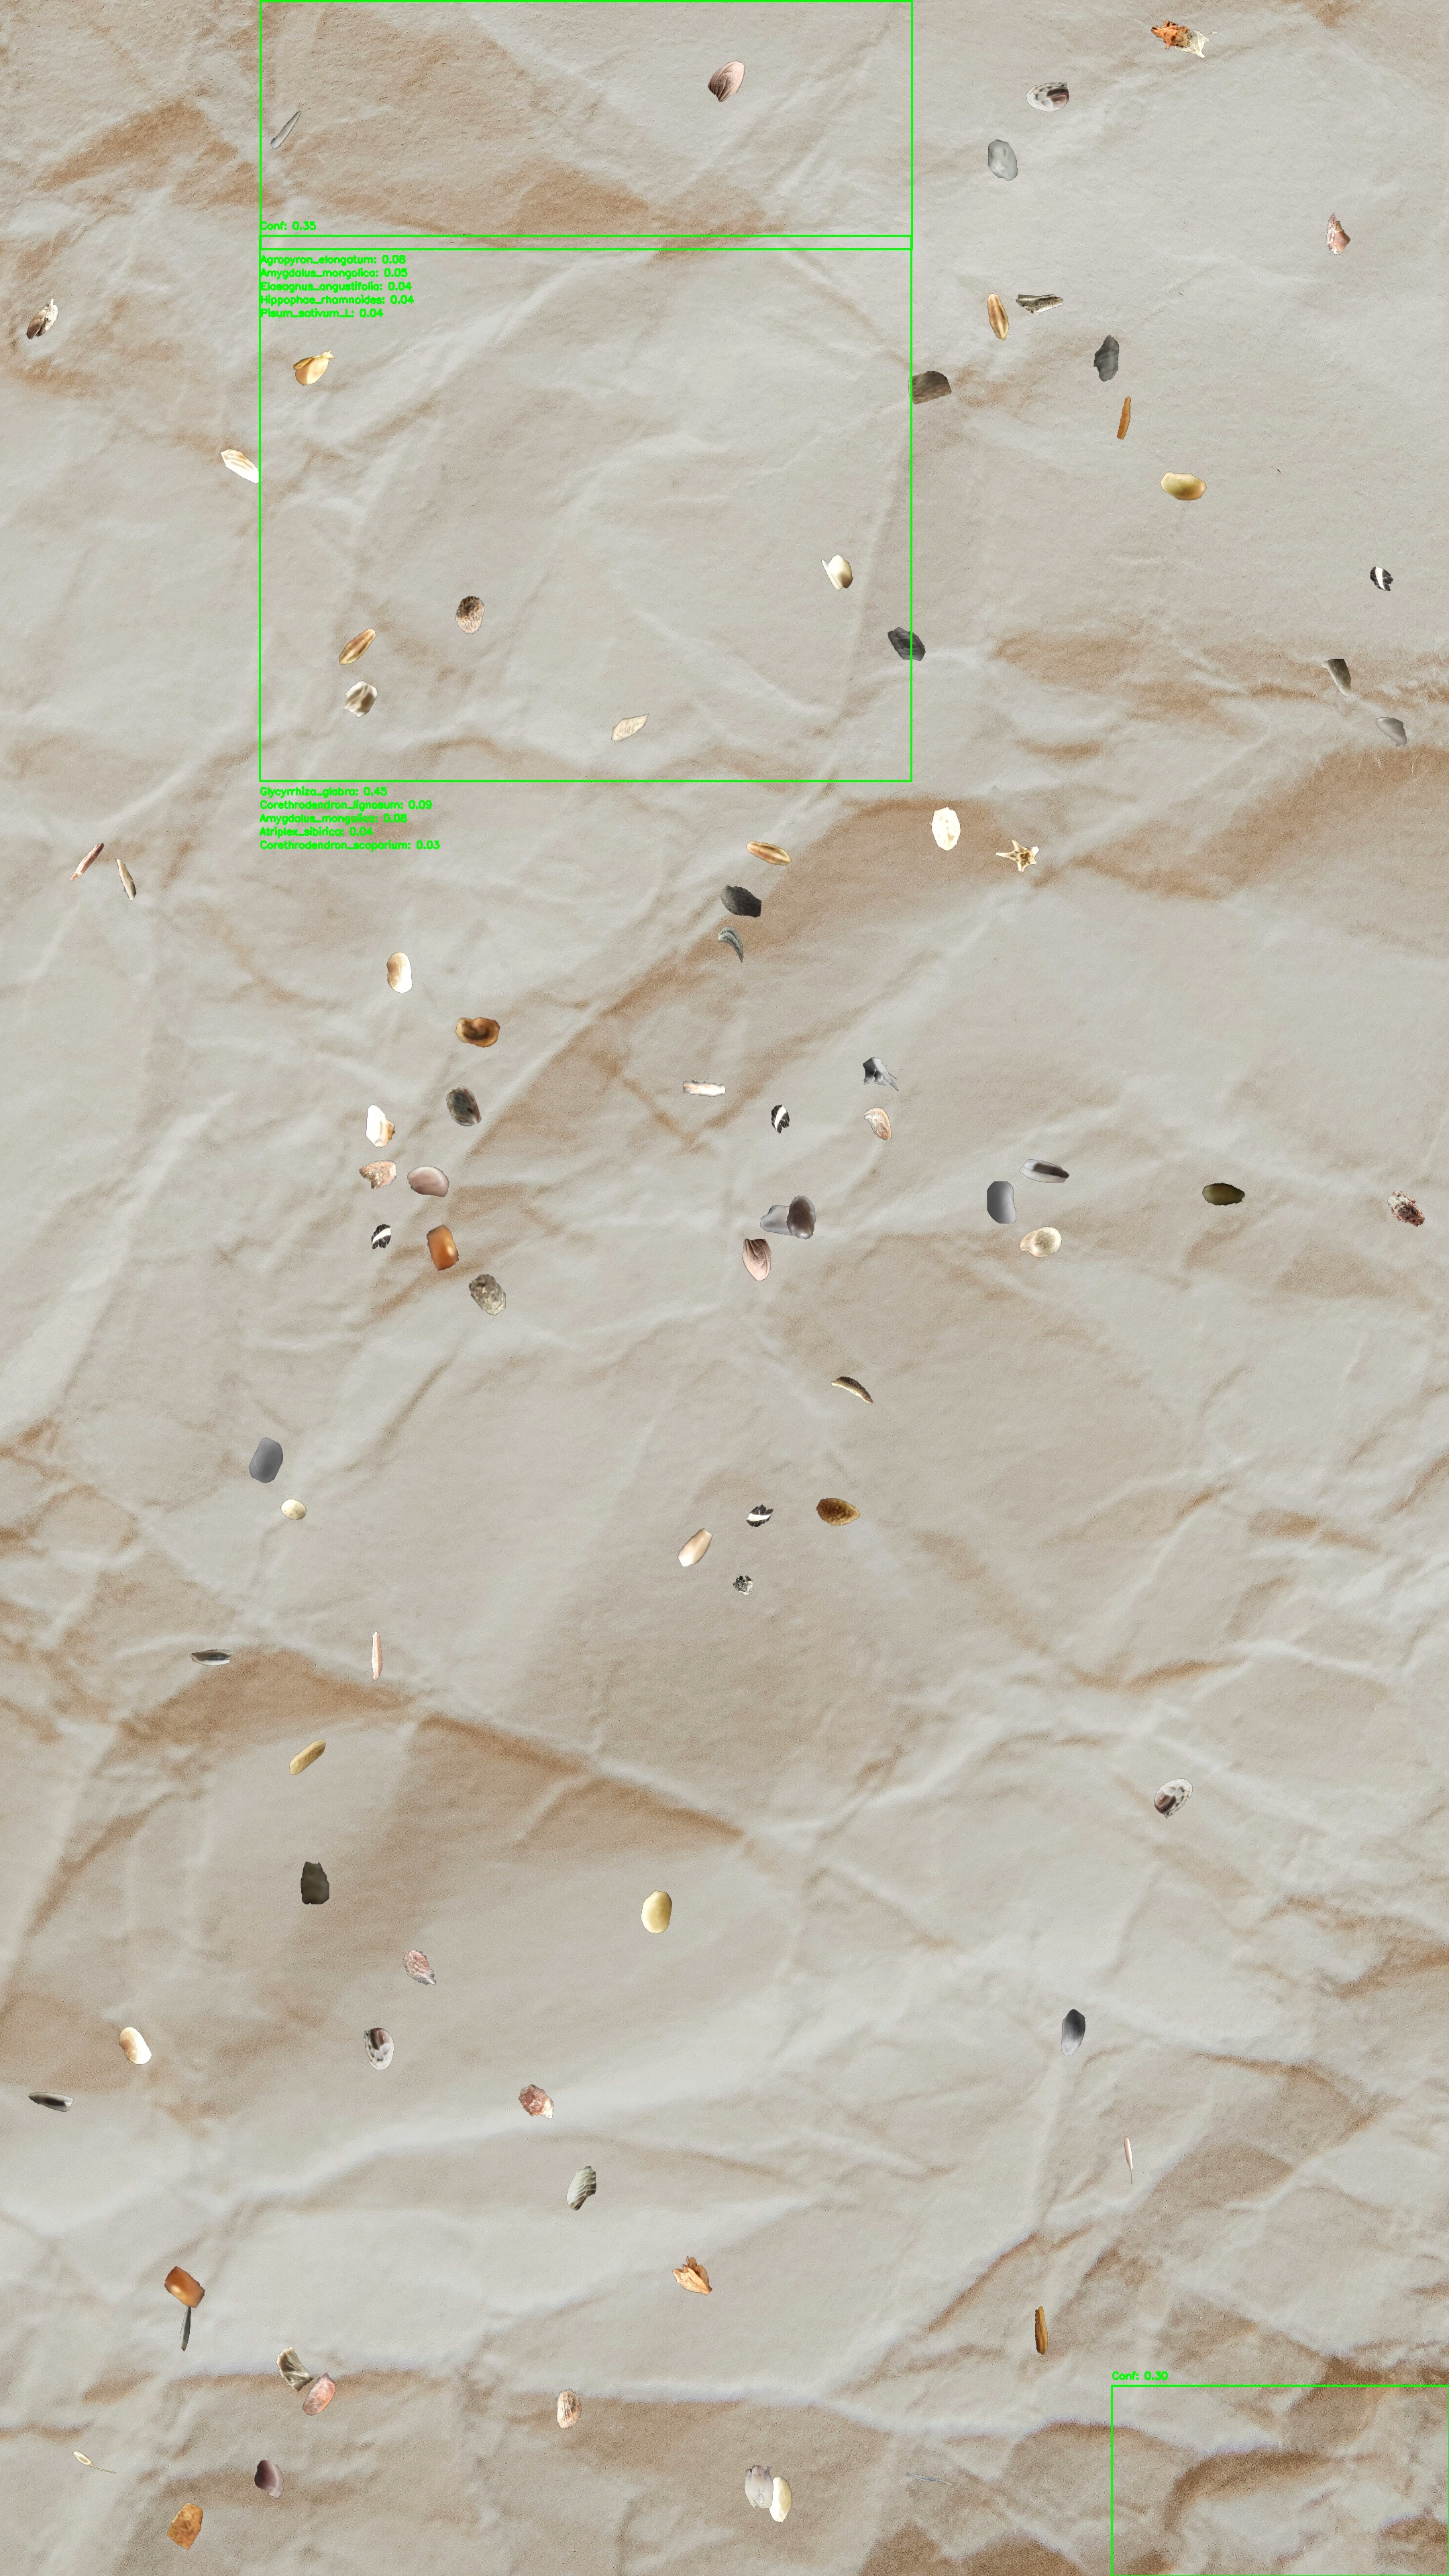 Conf: 0.35
Agropyron_elongatum: 0.08
Amygdalus_mongolica: 0.05
Elaeagnus_angustifolia: 0.04
Hippophae_rhamnoides: 0.04
Pisum_sativum_L: 0.04
Glycyrrhiza_glabra: 0.45
Corethrodendron_lignosum: 0.09
Amygdalus_mongolica: 0.08
Atriplex_sibirica: 0.04
Corethrodendron_scoparium: 0.03
Conf: 0.30